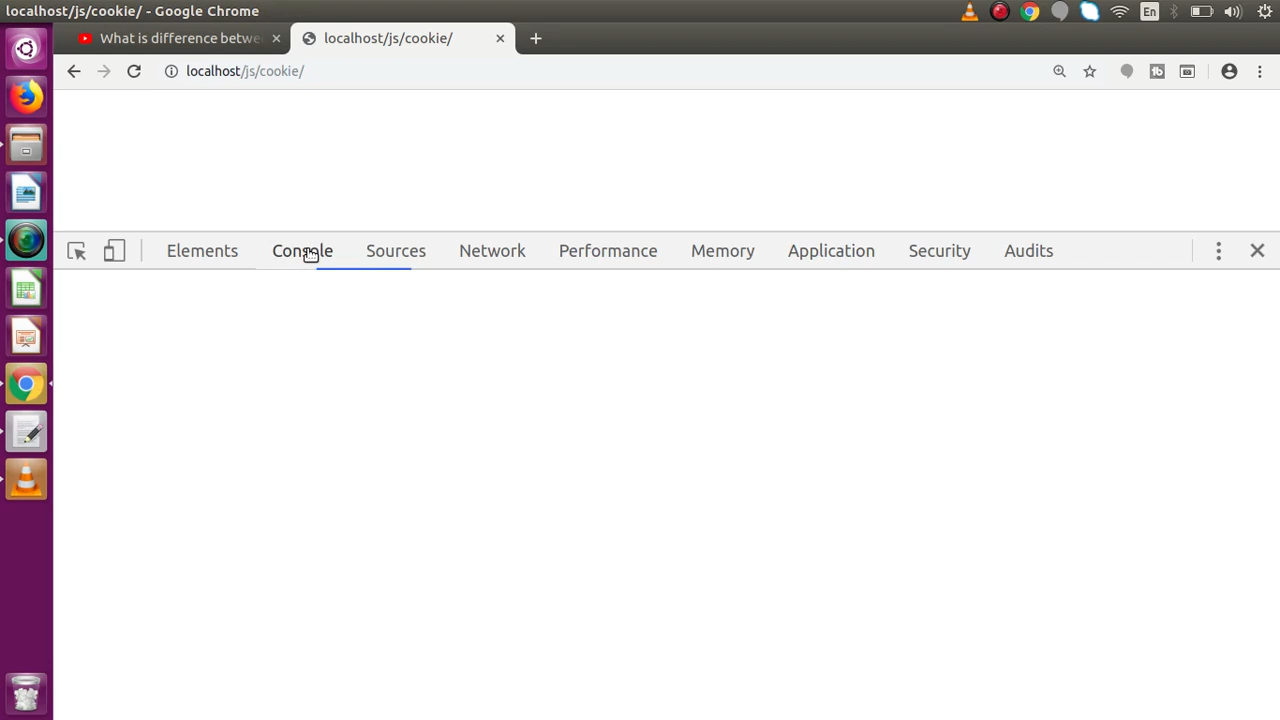 localhost/js/cookie/ - Google Chrome
En
What is difference betwe
localhost/js/cookie/
localhost/js/cookie/
Elements Console Sources Network Performance Memory Application Security Audits